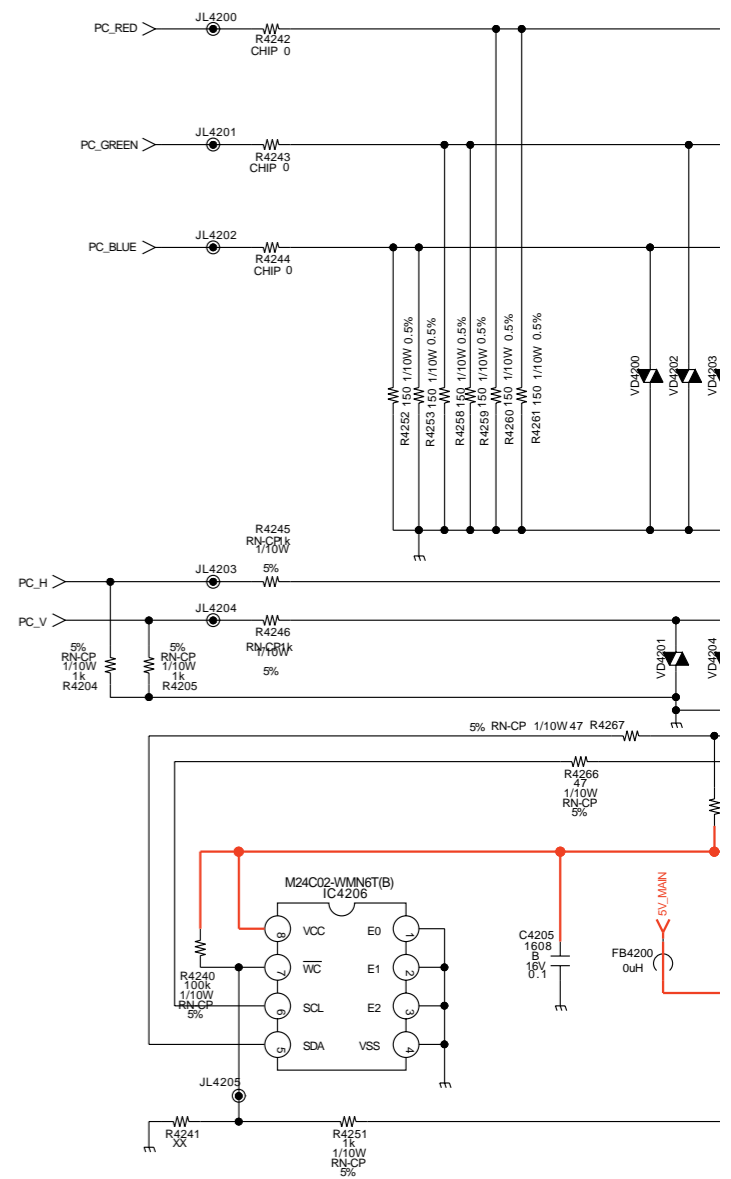 PC_RED
JL4200
R4242
CHIP 0
PC_GREEN
JL4201
R4243
CHIP 0
PC_BLUE
JL4202
R4244
CHIP 0
R4252 150 1/10W 0.5%
R4253 150 1/10W 0.5%
R4258 150 1/10W 0.5%
R4259 150 1/10W 0.5%
R4260 150 1/10W 0.5%
R4261 150 1/10W 0.5%
VD4200
VD4202
VD4203
R4245
RN-CP 1k
1/10W
5%
PC_H
JL4203
PC_V
JL4204
R4246
RN-CP 1k
1/10W
5%
5%
RN-CP
1/10W
1k
R4204
5%
RN-CP
1/10W
1k
R4205
VD4201
VD4204
5% RN-CP 1/10W 47 R4267
R4266
47
1/10W
RN-CP
5%
M24C02-WMN6T(B)
IC4206
5V_MAIN
8 VCC E0 1
7 WC E1 2
6 SCL E2 3
5 SDA VSS 4
R4240
100k
1/10W
RN-CP
5%
C4205
1608
B
16V
0.1
FB4200
0uH
JL4205
R4241
XX
R4251
1k
1/10W
RN-CP
5%